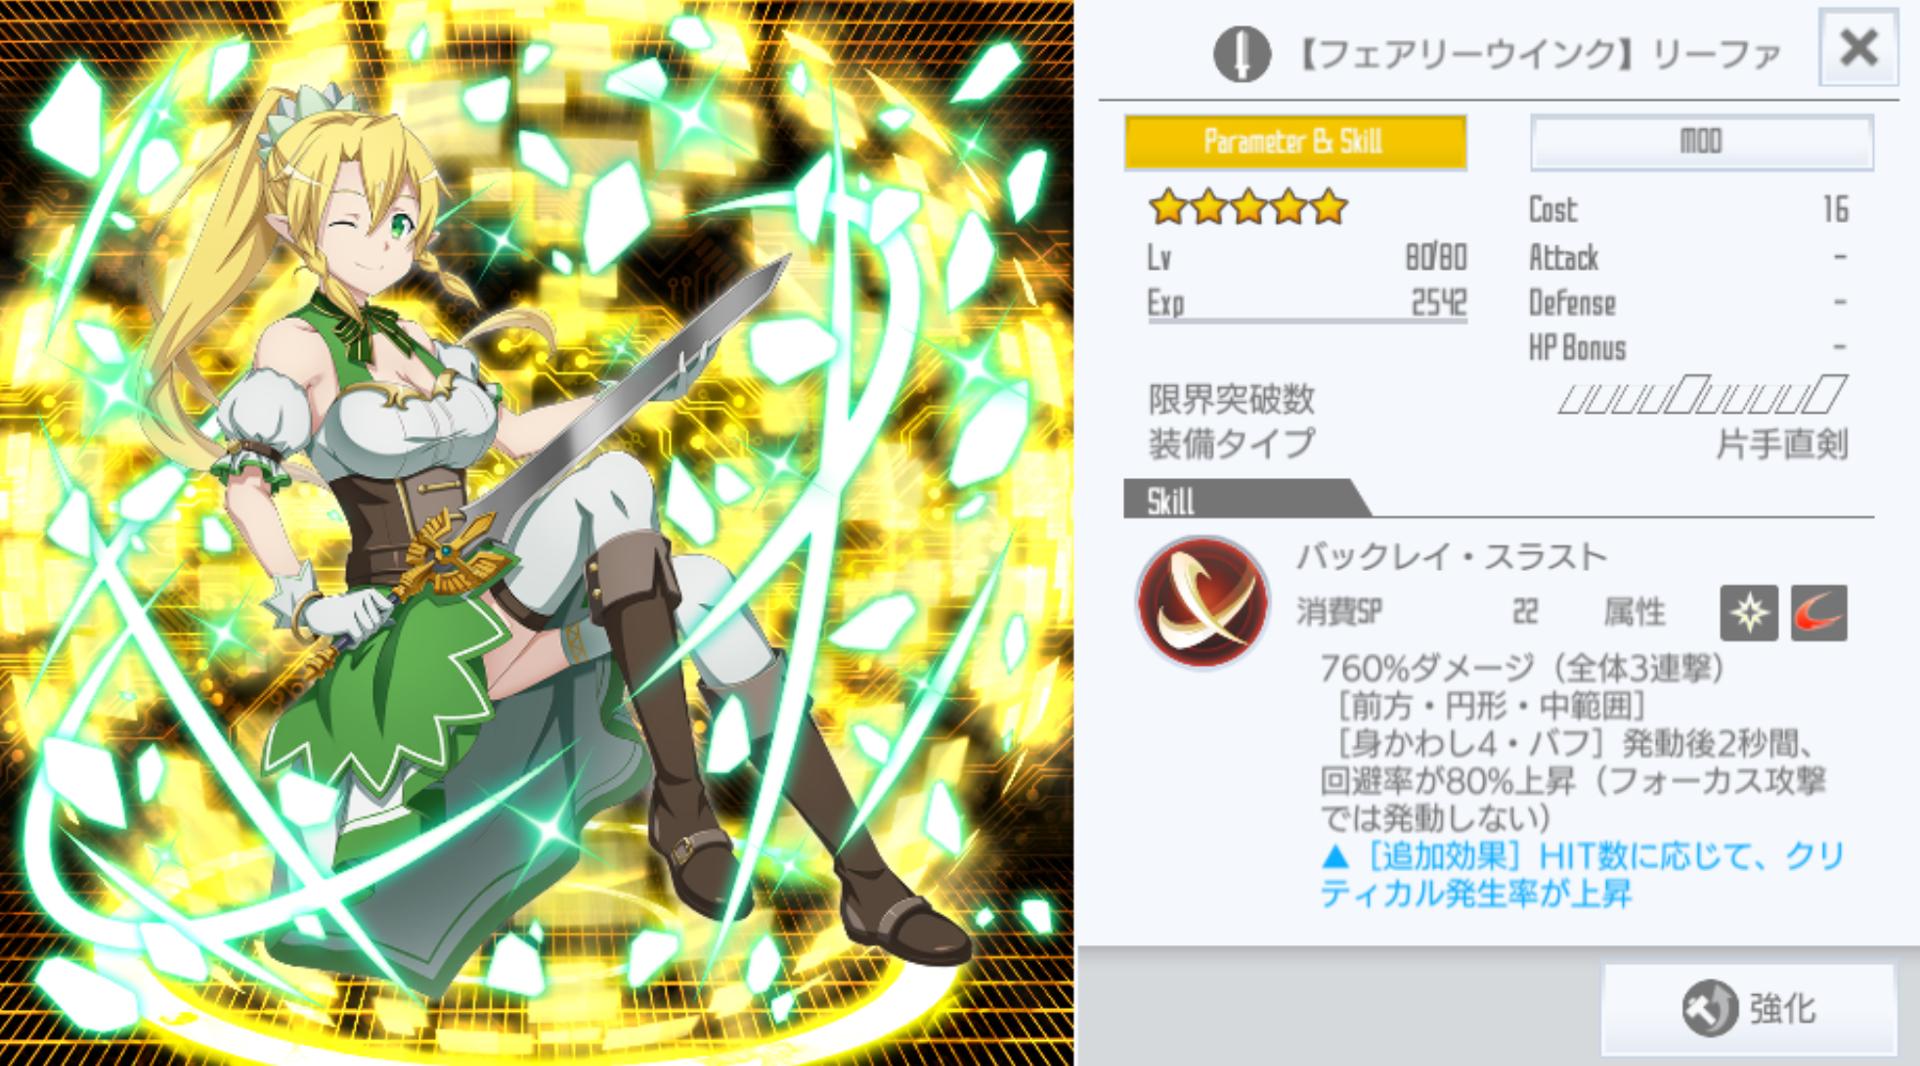 【フェアリーウインク】リーファ
Parameter & Skill
MOD
Lv 80/80
Exp 2542
Cost 16
Attack -
Defense -
HP Bonus -
限界突破数
装備タイプ 片手直剣
Skill
バックレイ・スラスト
消費SP 22 属性
760%ダメージ（全体3連撃）
［前方・円形・中範囲］
［身かわし4・バフ］発動後2秒間、
回避率が80%上昇（フォーカス攻撃
では発動しない）
▲［追加効果］HIT数に応じて、クリ
ティカル発生率が上昇
強化